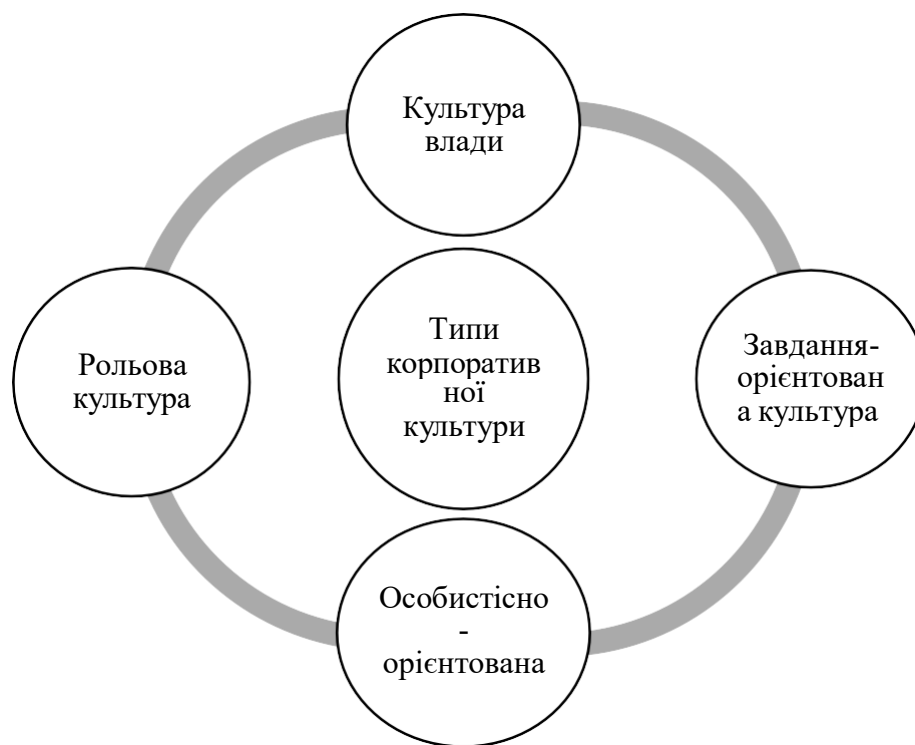 Культура
влади
Типи
корпоратив
ної
культури
Рольова
культура
Завдання-
орієнтован
а культура
Особистісно
-
орієнтована